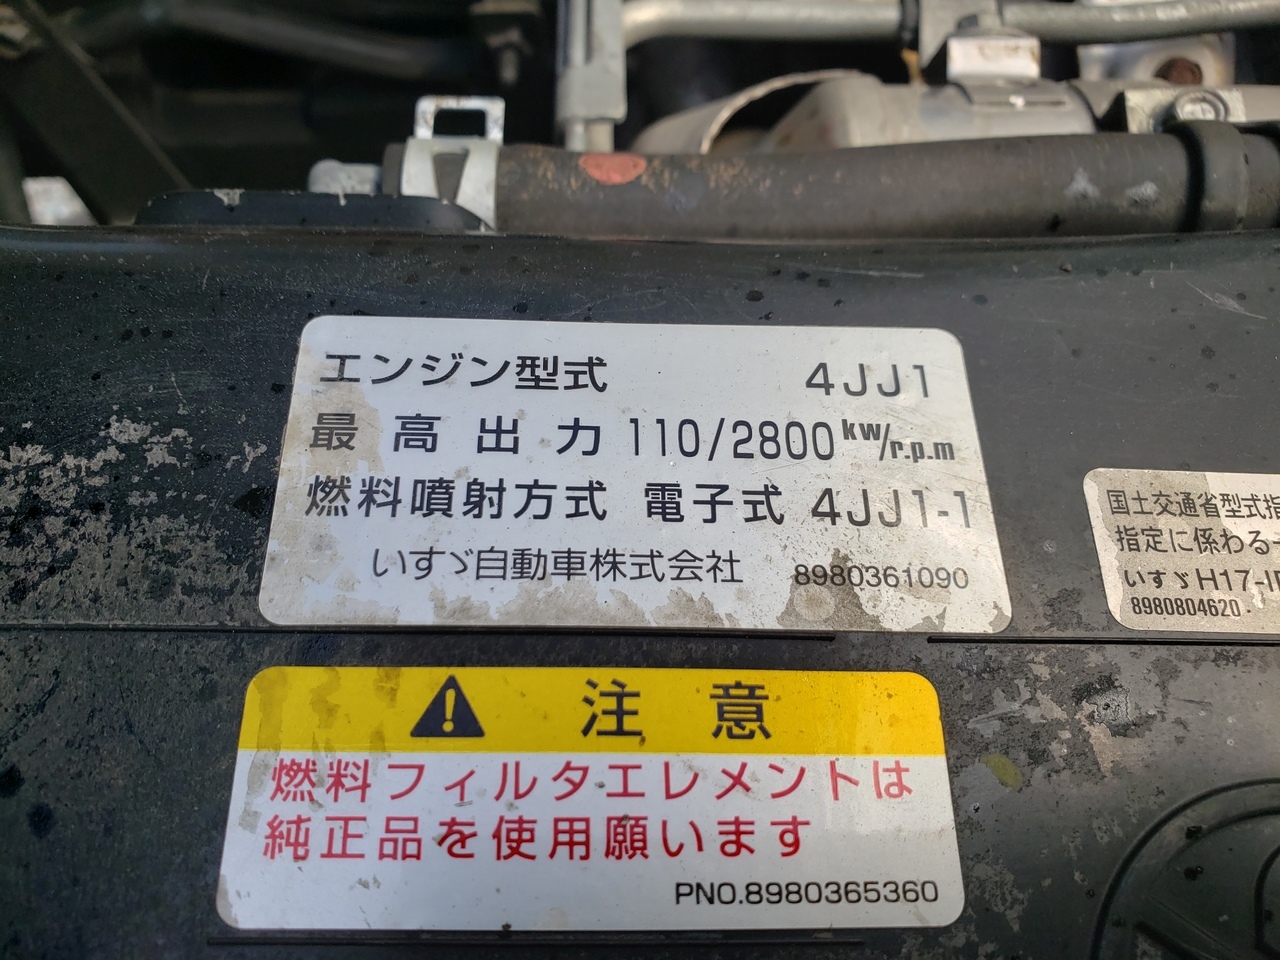 エンジン型式 4JJ1
最高出力 110/2800 kw/r.p.m
燃料噴射方式 電子式 4JJ1-1
いすゞ自動車株式会社 8980361090
国土交通省型式指
指定に係わる
いすゞH17-
8980804620.
注意
燃料フィルタエレメントは
純正品を使用願います
PNO.8980365360